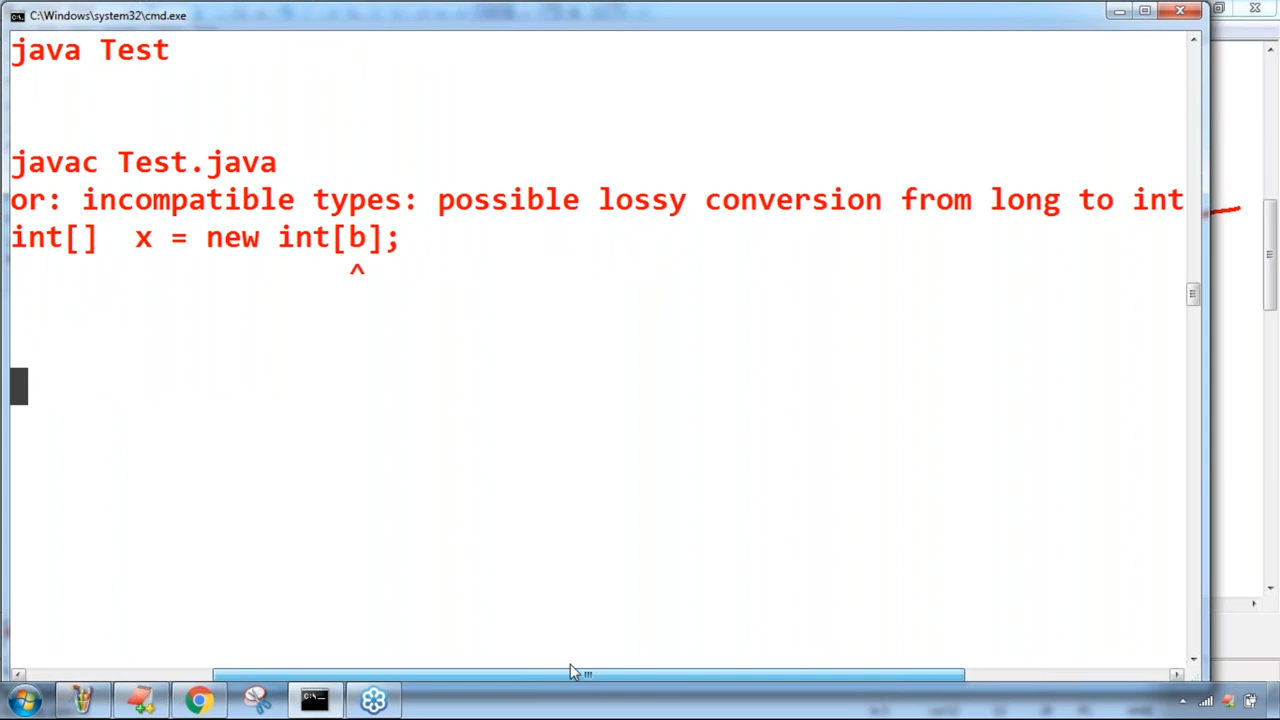 C:\Windows\system32\cmd.exe
java Test
javac Test.java
or: incompatible types: possible lossy conversion from long to int
int[]  x = new int[b];
^